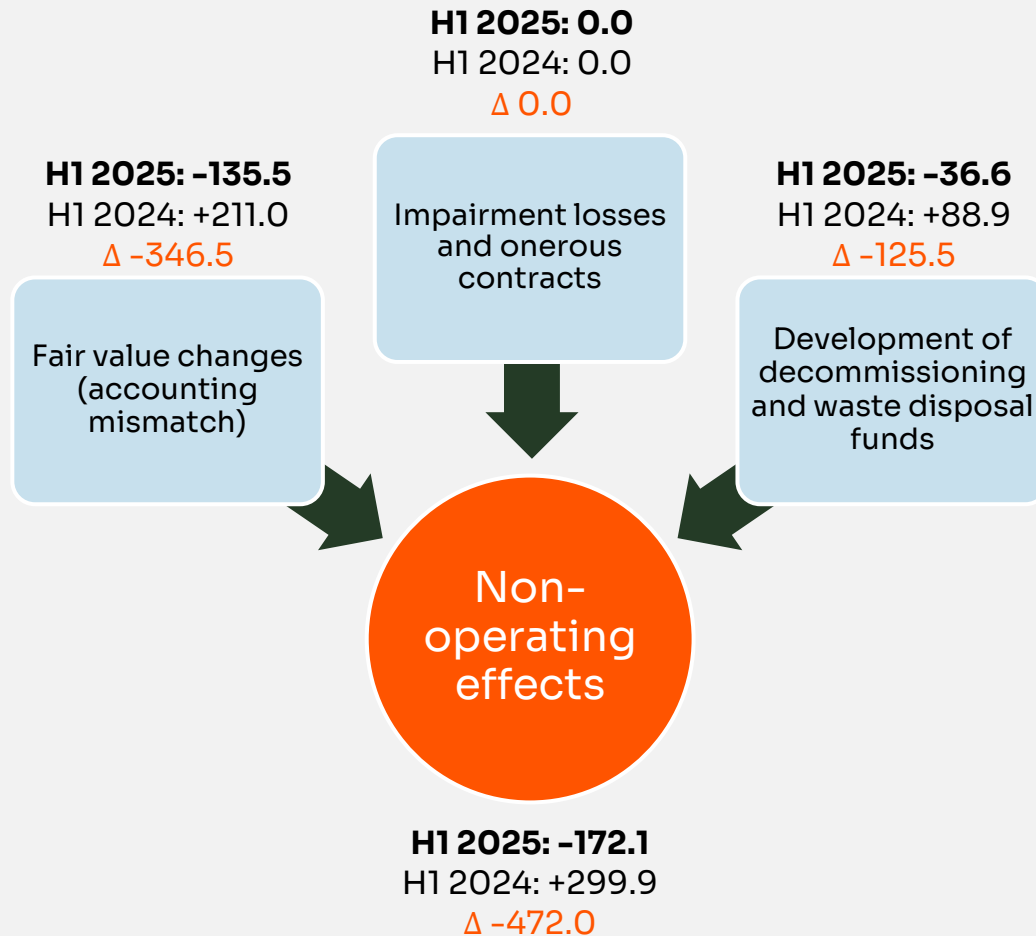 H1 2025: 0.0
H1 2024: 0.0
Δ 0.0
Impairment losses
and onerous
contracts
H1 2025: -135.5
H1 2024: +211.0
Δ -346.5
Fair value changes
(accounting
mismatch)
H1 2025: -36.6
H1 2024: +88.9
Δ -125.5
Development of
decommissioning
and waste disposal
funds
Non-
operating
effects
H1 2025: -172.1
H1 2024: +299.9
Δ -472.0